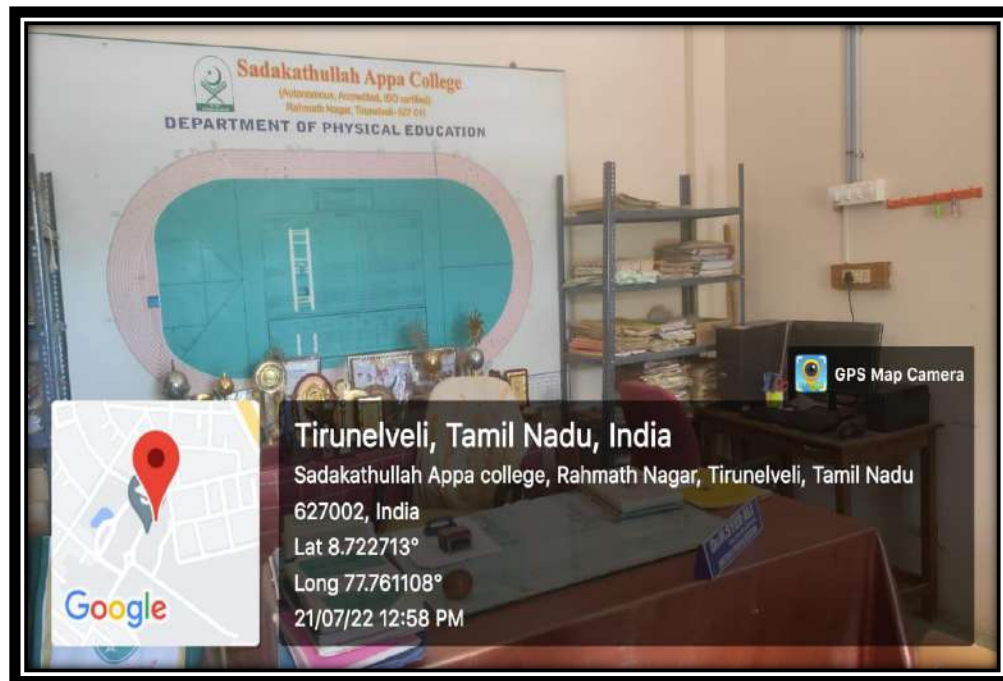 Sadakathullah Appa College
(Autonomous, Accredited, ISO certified)
Rahmath Nagar, Tirunelveli- 627 011
DEPARTMENT OF PHYSICAL EDUCATION
GPS Map Camera
Tirunelveli, Tamil Nadu, India
Sadakathullah Appa college, Rahmath Nagar, Tirunelveli, Tamil Nadu
627002, India
Lat 8.722713°
Long 77.761108°
21/07/22 12:58 PM
Google